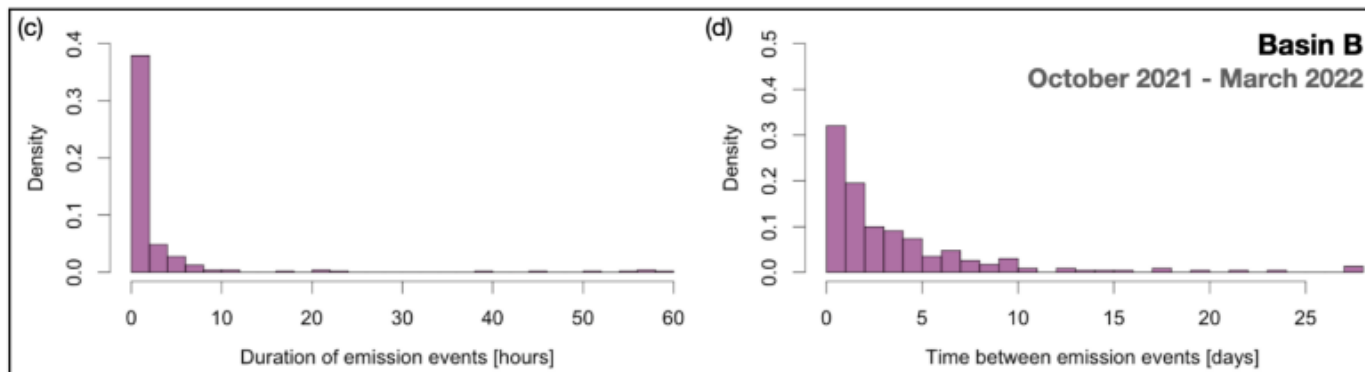 (c)
0.4
0.3
0.2
0.1
0.0
Density
0 10 20 30 40 50 60
Duration of emission events [hours]
(d)
Basin B
October 2021 - March 2022
0.5
0.4
0.3
0.2
0.1
0.0
Density
0 5 10 15 20 25
Time between emission events [days]